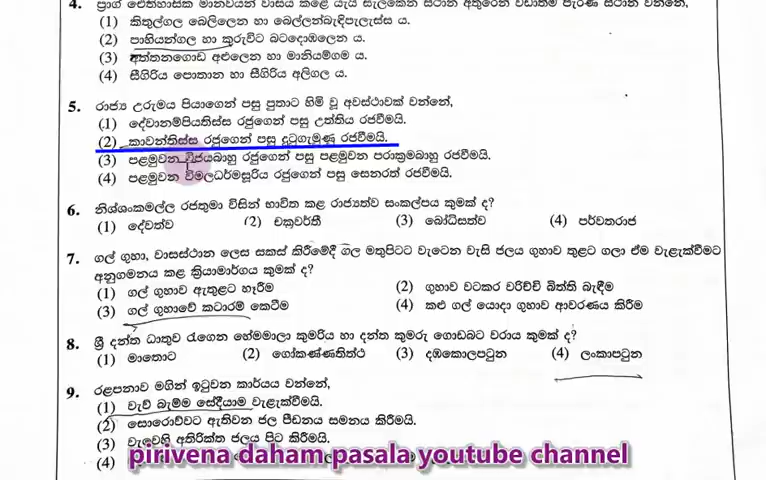 4. ප්‍රාග් ඓතිහාසික මානවයන් වාසය කළේ යැයි සැලකෙන ස්ථාන අතුරෙන් වඩාත්ම පැරණි ස්ථාන වන්නේ,
(1) කිතුල්ගල බෙලිලෙන හා බෙල්ලන්බැඳිපැලැස්ස ය.
(2) පාහියන්ගල හා කුරුවිට බටදොඹලෙන ය.
(3) අත්තනගොඩ අළුලෙන හා මානියම්ගම ය.
(4) සීගිරිය පොතාන හා සීගිරිය අලිගල ය.
5. රාජ්‍ය උරුමය පියාගෙන් පසු පුතාට හිමි වූ අවස්ථාවක් වන්නේ,
(1) දේවානම්පියතිස්ස රජුගෙන් පසු උත්තිය රජවීමයි.
(2) කාවන්තිස්ස රජුගෙන් පසු දුටුගැමුණු රජවීමයි.
(3) පළමුවන විජයබාහු රජුගෙන් පසු පළමුවන පරාක්‍රමබාහු රජවීමයි.
(4) පළමුවන විමලධර්මසූරිය රජුගෙන් පසු සෙනරත් රජවීමයි.
6. නිශ්ශංකමල්ල රජතුමා විසින් භාවිත කළ රාජ්‍යත්ව සංකල්පය කුමක් ද?
(1) දේවත්ව (2) චක්‍රවර්තී (3) බෝධිසත්ව (4) පර්වතරාජ
7. ගල් ගුහා, වාසස්ථාන ලෙස සකස් කිරීමේදී ගල මතුපිටට වැටෙන වැසි ජලය ගුහාව තුළට ගලා ඒම වැළැක්වීමට
අනුගමනය කළ ක්‍රියාමාර්ගය කුමක් ද?
(1) ගල් ගුහාව ඇතුළට හෑරීම (2) ගුහාව වටකර වරිච්චි බිත්ති බැඳීම
(3) ගල් ගුහාවේ කටාරම් කෙටීම (4) කළු ගල් යොදා ගුහාව ආවරණය කිරීම
8. ශ්‍රී දන්ත ධාතුව රැගෙන හේමමාලා කුමරිය හා දන්ත කුමරු ගොඩබට වරාය කුමක් ද?
(1) මාතොට (2) ගෝකණ්ණතිත්ථ (3) දඹකොලපටුන (4) ලංකාපටුන
9. රළපනාව මගින් ඉටුවන කාර්යය වන්නේ,
(1) වැව් බැම්ම සේදීයාම වැළැක්වීමයි.
(2) සොරොව්වට ඇතිවන ජල පීඩනය සමනය කිරීමයි.
(3) වැවෙහි අතිරික්ත ජලය පිට කිරීමයි.
(4)
pirivena daham pasala youtube channel